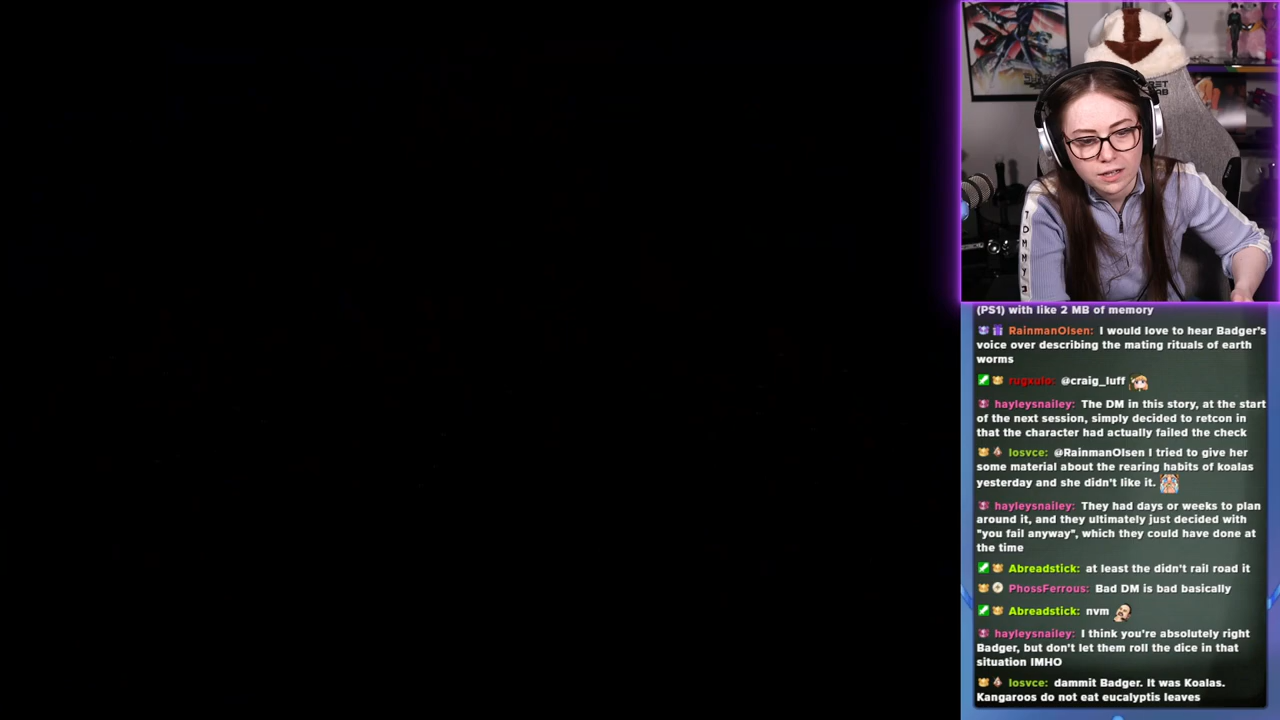 TOMMY
(PS1) with like 2 MB of memory
RainmanOlsen: I would love to hear Badger's
voice over describing the mating rituals of earth
worms
rugxulo: @craig_luff
hayleysnailey: The DM in this story, at the start
of the next session, simply decided to retcon in
that the character had actually failed the check
losvce: @RainmanOlsen I tried to give her
some material about the rearing habits of koalas
yesterday and she didn't like it.
hayleysnailey: They had days or weeks to plan
around it, and they ultimately just decided with
"you fail anyway", which they could have done at
the time
Abreadstick: at least the didn't rail road it
PhossFerrous: Bad DM is bad basically
Abreadstick: nvm
hayleysnailey: I think you're absolutely right
Badger, but don't let them roll the dice in that
situation IMHO
losvce: dammit Badger. It was Koalas.
Kangaroos do not eat eucalyptis leaves